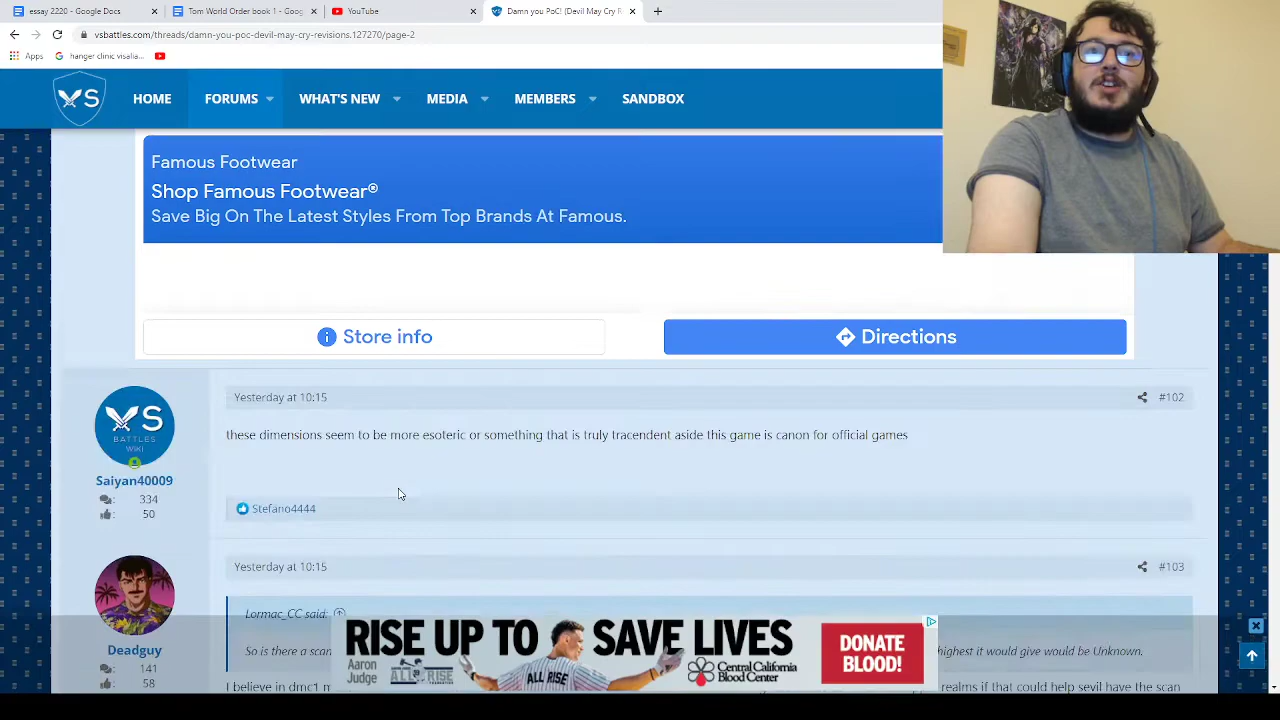 essay 2220 - Google Docs
Tom World Order book 1 - Goog
YouTube
Damn you PoC! (Devil May Cry R
vsbattles.com/threads/damn-you-poc-devil-may-cry-revisions.127270/page-2
Apps
hanger clinic visalia...
VS
HOME
FORUMS
WHAT'S NEW
MEDIA
MEMBERS
SANDBOX
Famous Footwear
Shop Famous Footwear®
Save Big On The Latest Styles From Top Brands At Famous.
Store info
Directions
VS
BATTLES
WIKI
Saiyan40009
334
50
Yesterday at 10:15
#102
these dimensions seem to be more esoteric or something that is truly tracendent aside this game is canon for official games
Stefano4444
Deadguy
141
58
Yesterday at 10:15
#103
Lormac_CC said:
So is there a scan
highest it would give would be Unknown.
I believe in dmc1 m
realms if that could help sevil have the scan
RISE UP TO SAVE LIVES
Aaron Judge
ALL RISE
Central California Blood Center
DONATE BLOOD!